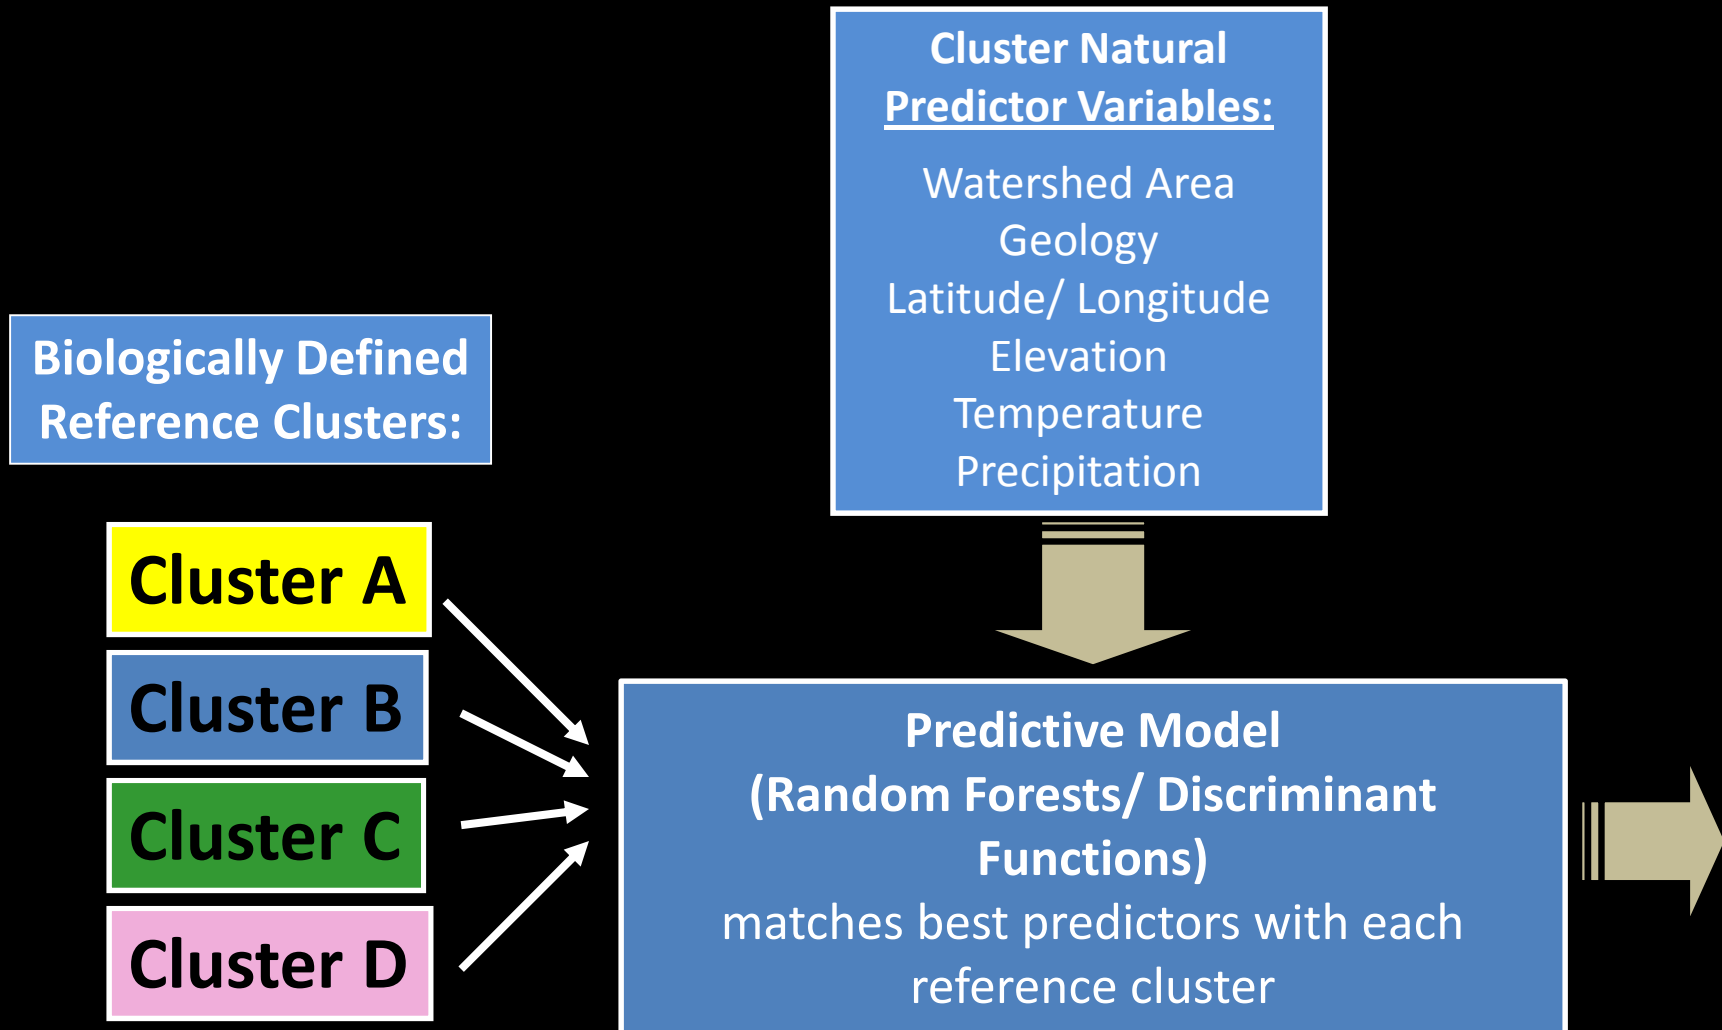 Cluster Natural
Predictor Variables:
Watershed Area
Geology
Latitude/ Longitude
Elevation
Temperature
Precipitation
Biologically Defined
Reference Clusters:
Cluster A
Cluster B
Cluster C
Cluster D
Predictive Model
(Random Forests/ Discriminant
Functions)
matches best predictors with each
reference cluster